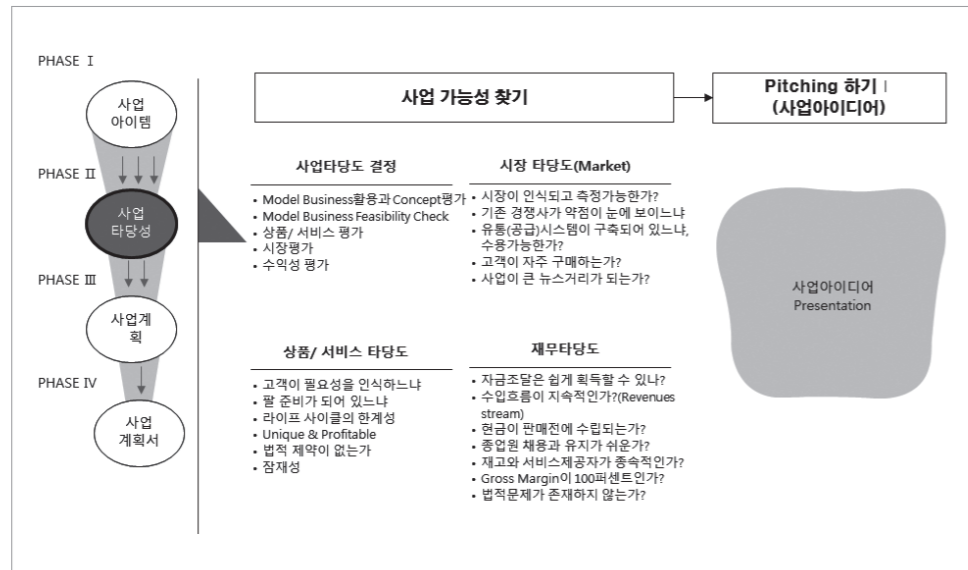 PHASE Ⅰ
사업
아이템
PHASE Ⅱ
사업
타당성
PHASE Ⅲ
사업계
획
PHASE Ⅳ
사업
계획서
사업 가능성 찾기
Pitching 하기 I
(사업아이디어)
사업타당도 결정
• Model Business활용과 Concept평가
• Model Business Feasibility Check
• 상품/ 서비스 평가
• 시장평가
• 수익성 평가
시장 타당도(Market)
• 시장이 인식되고 측정가능한가?
• 기존 경쟁사가 약점이 눈에 보이느냐
• 유통(공급)시스템이 구축되어 있느냐,
수용가능한가?
• 고객이 자주 구매하는가?
• 사업이 큰 뉴스거리가 되는가?
상품/ 서비스 타당도
• 고객이 필요성을 인식하느냐
• 팔 준비가 되어 있느냐
• 라이프 사이클의 한계성
• Unique & Profitable
• 법적 제약이 없는가
• 잠재성
재무타당도
• 자금조달은 쉽게 획득할 수 있나?
• 수입흐름이 지속적인가?(Revenues
stream)
• 현금이 판매전에 수립되는가?
• 종업원 채용과 유지가 쉬운가?
• 재고와 서비스제공자가 종속적인가?
• Gross Margin이 100퍼센트인가?
• 법적문제가 존재하지 않는가?
사업아이디어
Presentation